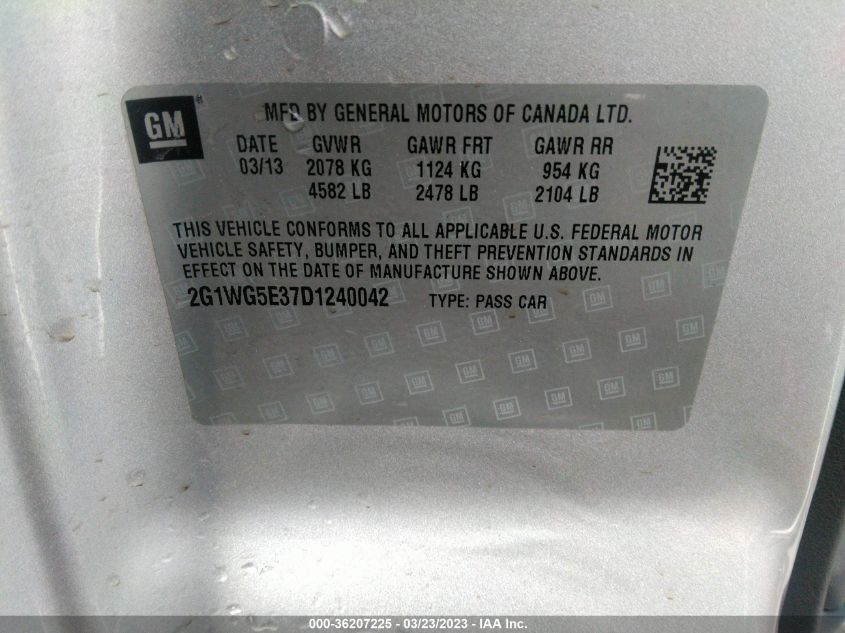 GM®
MFD BY GENERAL MOTORS OF CANADA LTD.
DATE GVWR GAWR FRT GAWR RR
03/13 2078 KG 1124 KG 954 KG
4582 LB 2478 LB 2104 LB
THIS VEHICLE CONFORMS TO ALL APPLICABLE U.S. FEDERAL MOTOR
VEHICLE SAFETY, BUMPER, AND THEFT PREVENTION STANDARDS IN
EFFECT ON THE DATE OF MANUFACTURE SHOWN ABOVE.
2G1WG5E37D1240042 TYPE: PASS CAR
000-36207225 - 03/23/2023 - IAA Inc.